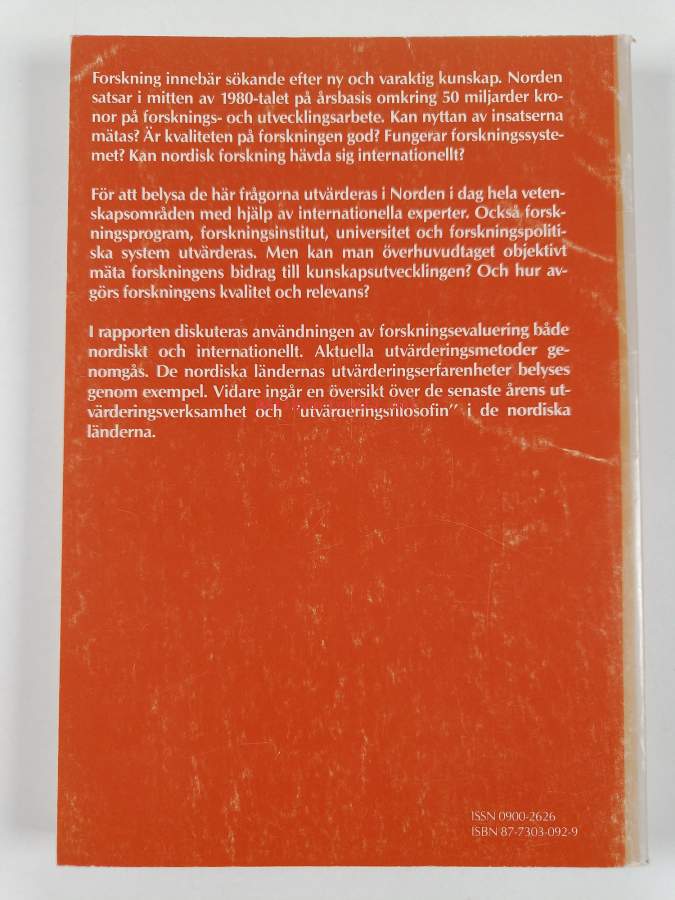 Forskning innebär sökande efter ny och varaktig kunskap. Norden
satsar i mitten av 1980-talet på årsbasis omkring 50 miljarder kro-
nor på forsknings- och utvecklingsarbete. Kan nyttan av insatserna
mätas? Är kvaliteten på forskningen god? Fungerar forskningssyste-
met? Kan nordisk forskning hävda sig internationellt?
För att belysa de här frågorna utvärderas i Norden i dag hela veten-
skapsområden med hjälp av internationella experter. Också forsk-
ningsprogram, forskningsinstitut, universitet och forskningspoliti-
ska system utvärderas. Men kan man överhuvudtaget objektivt
mäta forskningens bidrag till kunskapsutvecklingen? Och hur av-
görs forskningens kvalitet och relevans?
I rapporten diskuteras användningen av forskningsevaluering både
nordiskt och internationellt. Aktuella utvärderingsmetoder ge-
nomgås. De nordiska ländernas utvärderingserfarenheter belyses
genom exempel. Vidare ingår en översikt över de senaste årens ut-
värderingsverksamhet och "utvärderingsfilosofin" i de nordiska
länderna.
ISSN 0900-2626
ISBN 87-7303-092-9